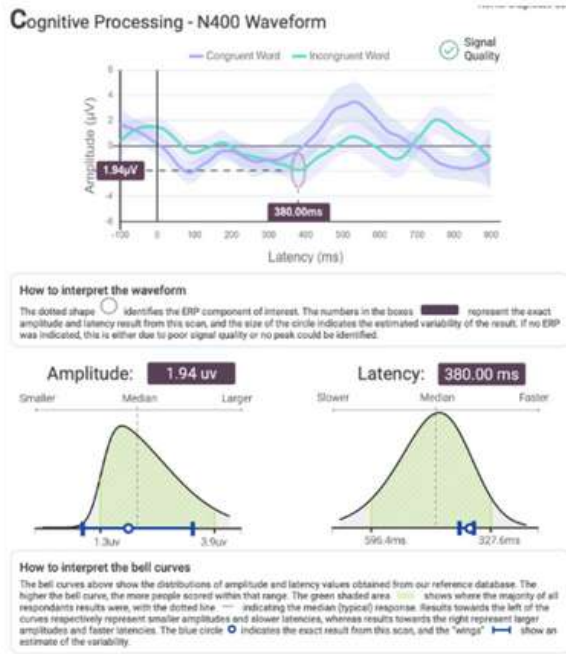 Cognitive Processing - N400 Waveform
Signal
Quality
Congruent Word
Incongruent Word
Amplitude (µV)
6
4
2
0
1.94µV
-4
-6
380.00ms
-100 0 100 200 300 400 500 600 700 800 900
Latency (ms)
How to interpret the waveform
The dotted shape identifies the ERP component of interest. The numbers in the boxes represent the exact
amplitude and latency result from this scan, and the size of the circle indicates the estimated variability of the result. If no ERP
was indicated, this is either due to poor signal quality or no peak could be identified.
Amplitude: 1.94 uv
Latency: 380.00 ms
Smaller Median Larger
Slower Median Faster
1.3uv 3.9uv
596.4ms 327.6ms
How to interpret the bell curves
The bell curves above show the distributions of amplitude and latency values obtained from our reference database. The
higher the bell curve, the more people scored within that range. The green shaded area shows where the majority of all
respondants results were, with the dotted line indicating the median (typical) response. Results towards the left of the
curves respectively represent smaller amplitudes and slower latencies, whereas results towards the right represent larger
amplitudes and faster latencies. The blue circle indicates the exact result from this scan, and the "wings" show an
estimate of the variability.